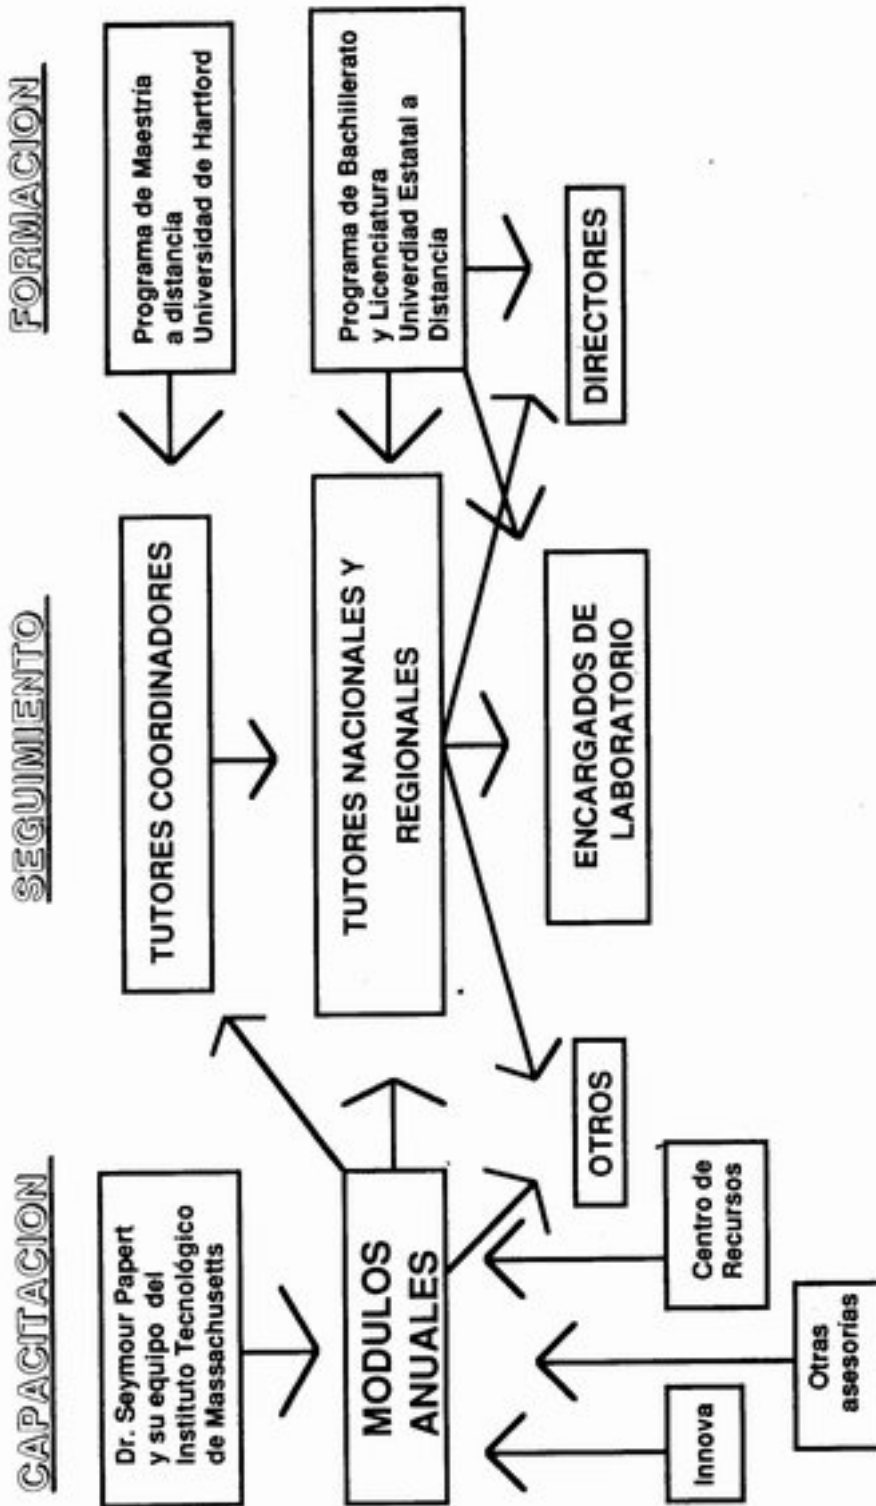 CAPACITACION
SEGUIMIENTO
FORMACION
Dr. Seymour Papert
y su equipo del
Instituto Tecnológico
de Massachusetts
TUTORES COORDINADORES
Programa de Maestría
a distancia
Universidad de Hartford
MODULOS
ANUALES
TUTORES NACIONALES Y
REGIONALES
Programa de Bachillerato
y Licenciatura
Univerdiad Estatal a
Distancia
OTROS
ENCARGADOS DE
LABORATORIO
DIRECTORES
Innova
Otras
asesorías
Centro de
Recursos